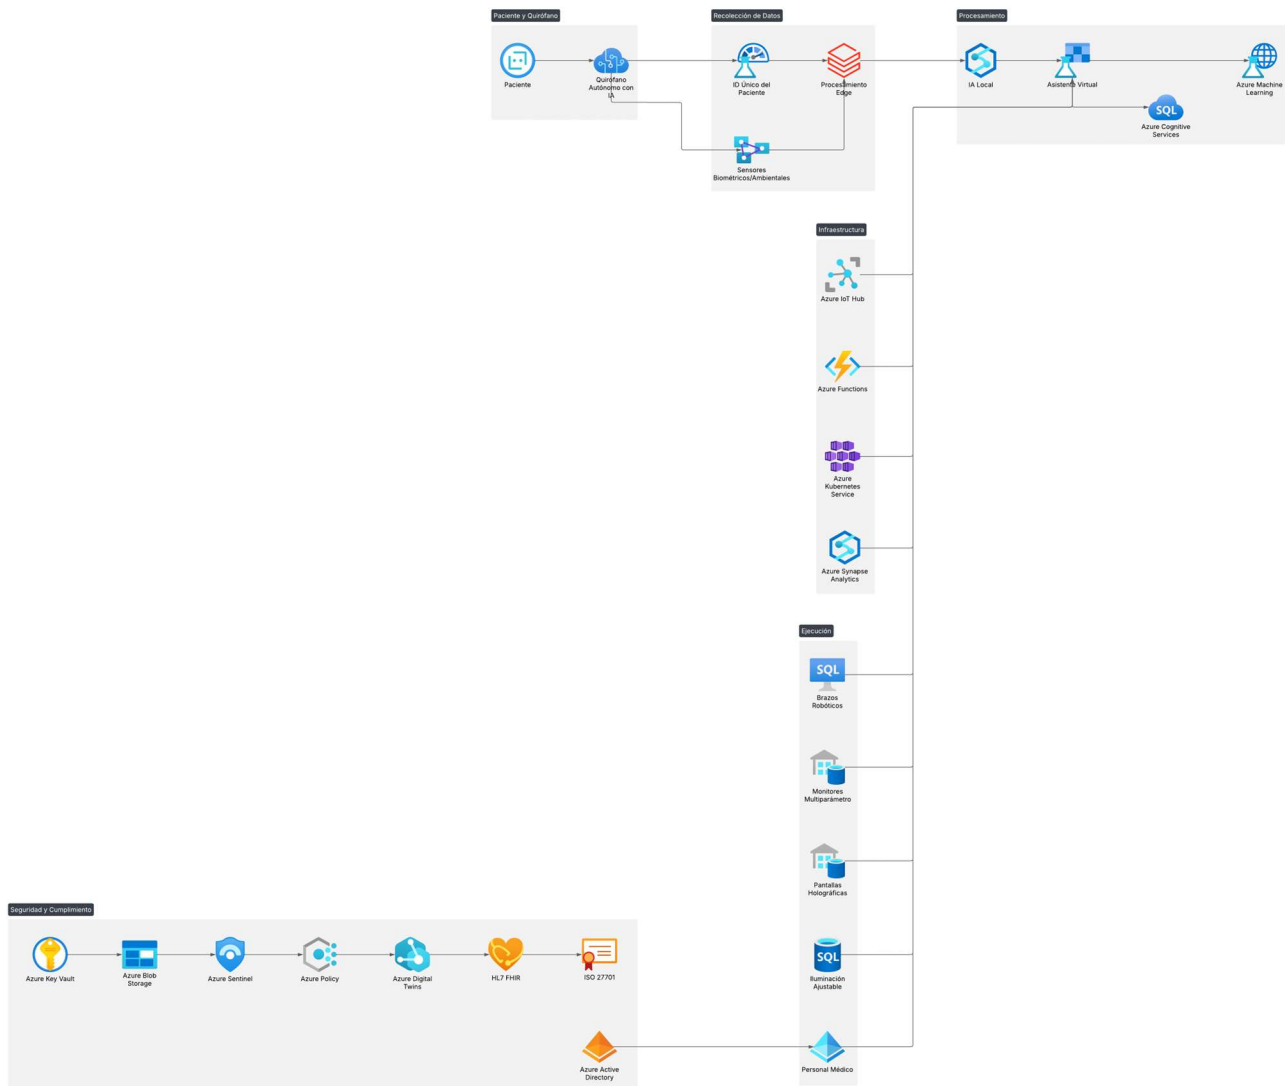 Paciente y Quirófano
Recolección de Datos
Procesamiento
Paciente
Quirófano
Autónomo con
IA
ID Único del
Paciente
Procesamiento
Edge
IA Local
Asistente Virtual
Azure Machine
Learning
SQL
Azure Cognitive
Services
Sensores
Biométricos/Ambientales
Infraestructura
Azure IoT Hub
Azure Functions
Azure
Kubernetes
Service
Azure Synapse
Analytics
Ejecución
SQL
Brazos
Robóticos
Monitores
Multiparámetro
Pantallas
Holográficas
Seguridad y Cumplimiento
Azure Key Vault
Azure Blob
Storage
Azure Sentinel
Azure Policy
Azure Digital
Twins
HL7 FHIR
ISO 27701
SQL
Iluminación
Ajustable
Azure Active
Directory
Personal Médico